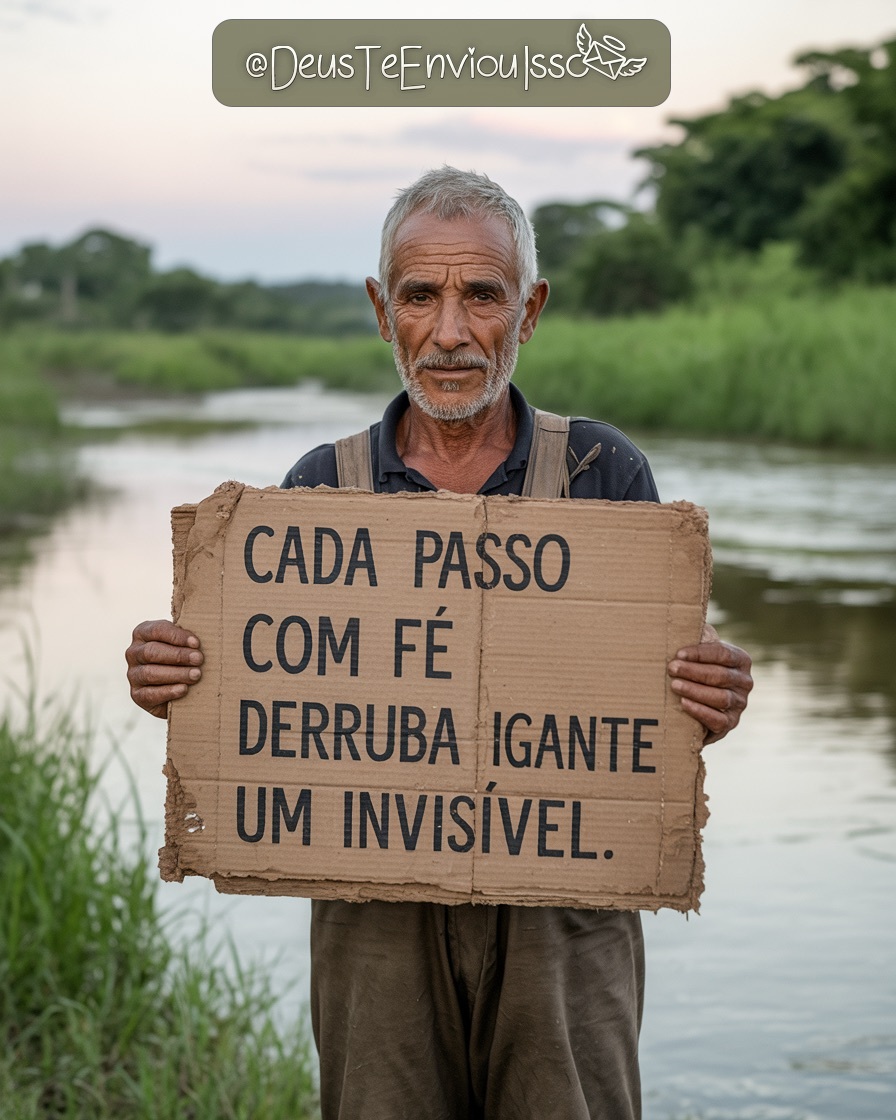 @DeusTeEnviouIsso
CADA PASSO
COM FÉ
DERRUBA IGANTE
UM INVISÍVEL.